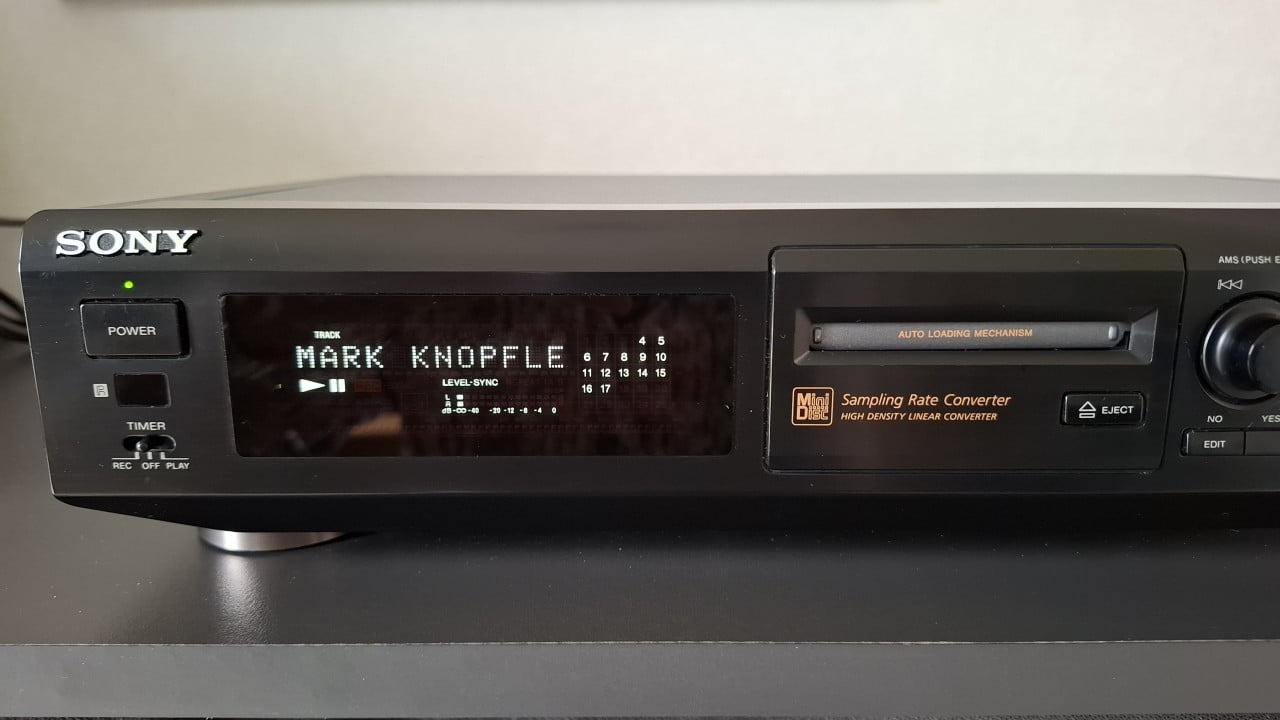 SONY
POWER
R
TIMER
REC OFF PLAY
TRACK
MARK KNOPFLE
LEVEL-SYNC
L
R
dB-∞-40 -20-12 -8 -4 0
4 5
6 7 8 9 10
11 12 13 14 15
16 17
AUTO LOADING MECHANISM
Mini Disc
Sampling Rate Converter
HIGH DENSITY LINEAR CONVERTER
EJECT
AMS (PUSH E
NO YES
EDIT